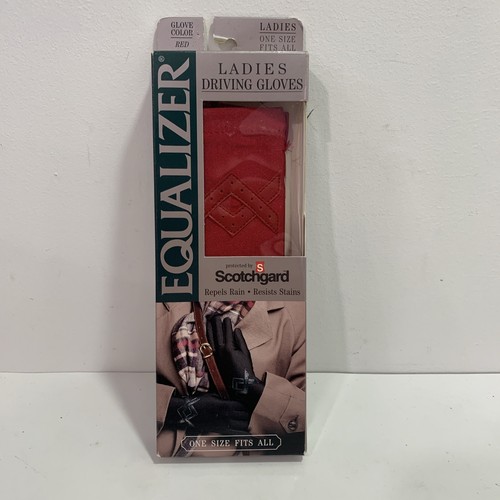 GLOVE
COLOR
RED
LADIES
ONE SIZE
FITS ALL
EQUALIZER®
LADIES
DRIVING GLOVES
protected by S
Scotchgard
Repels Rain • Resists Stains
ONE SIZE FITS ALL